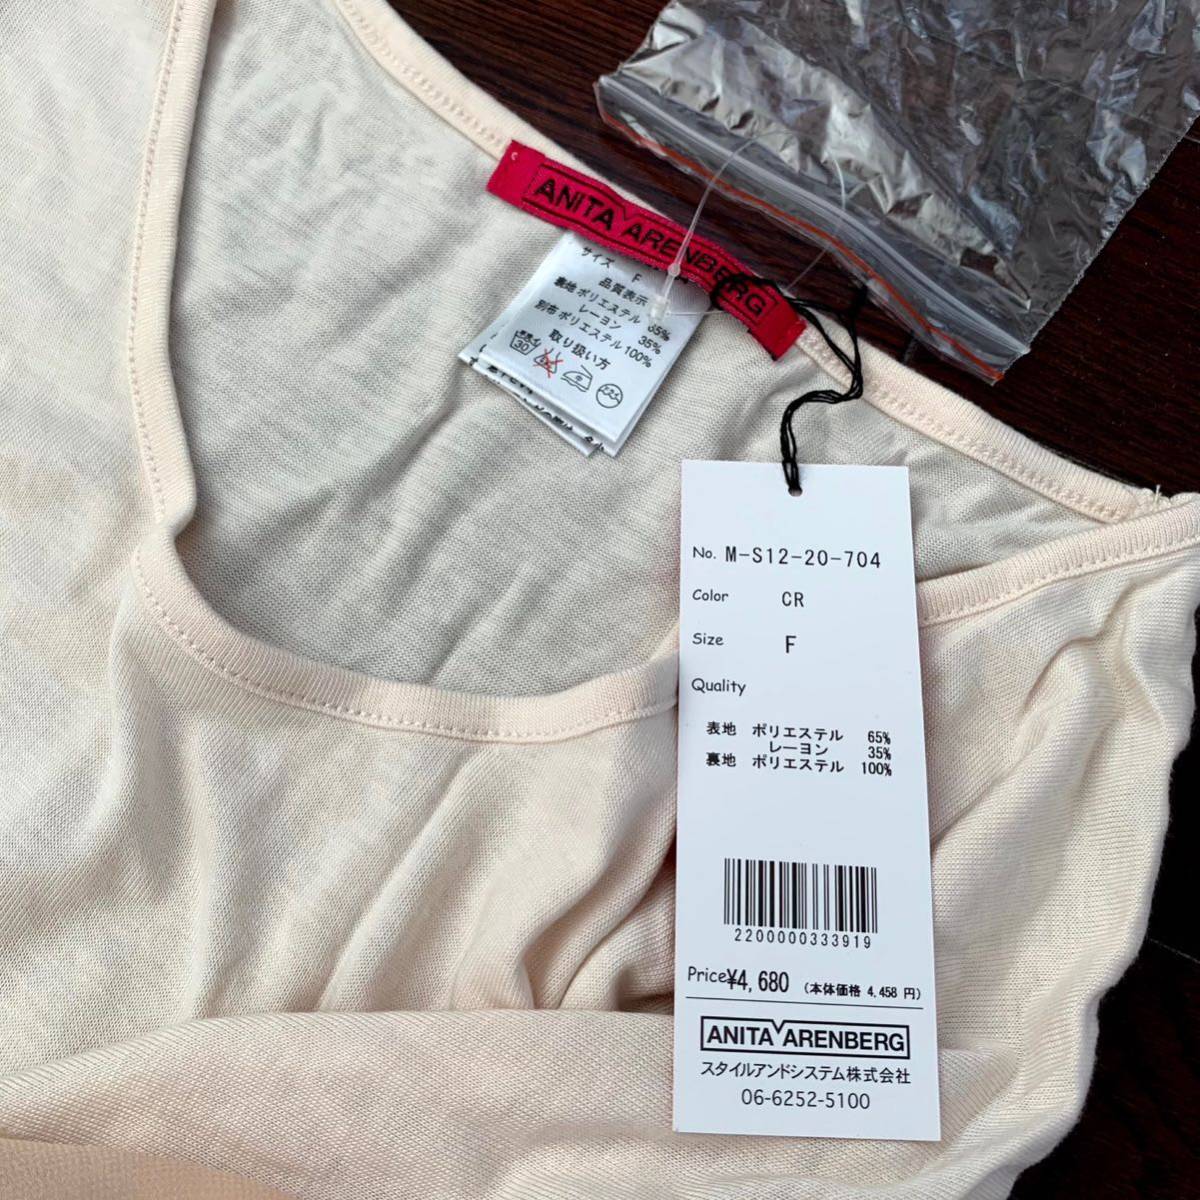 ANITA ARENBERG
サイズ F
品質表示
裏地 ポリエステル 65%
レーヨン 35%
別布 ポリエステル 100%
取り扱い方
30
No. M-S12-20-704
Color CR
Size F
Quality
表地 ポリエステル 65%
レーヨン 35%
裏地 ポリエステル 100%
2200000333919
Price¥4,680 (本体価格 4,458 円)
ANITA ARENBERG
スタイルアンドシステム株式会社
06-6252-5100